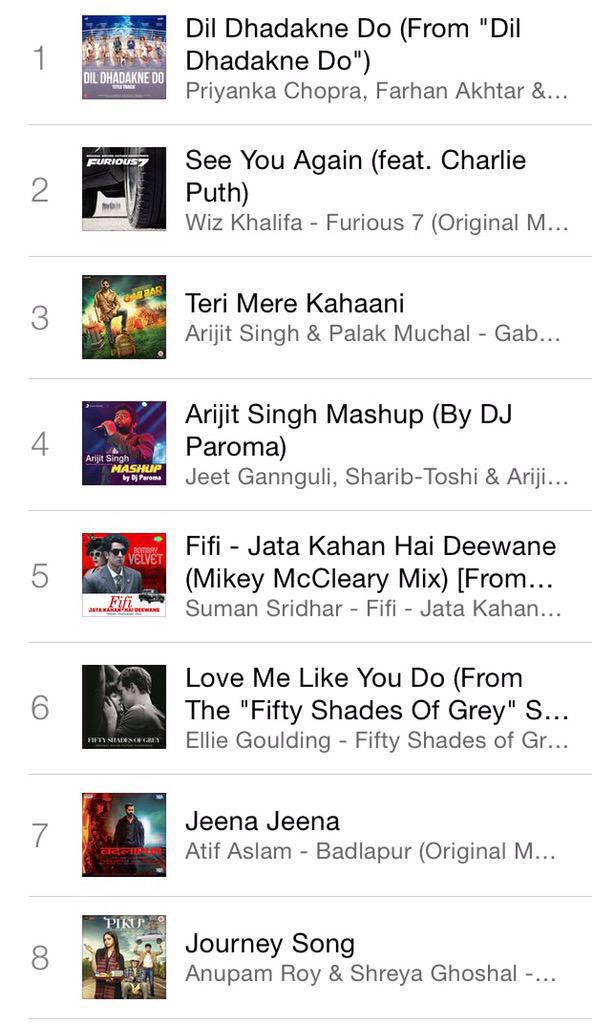 1
DIL DHADAKNE DO
TITLE TRACK
Dil Dhadakne Do (From "Dil
Dhadakne Do")
Priyanka Chopra, Farhan Akhtar &...
2
FURIOUS 7
See You Again (feat. Charlie
Puth)
Wiz Khalifa - Furious 7 (Original M...
3
GABBAR
Teri Mere Kahaani
Arijit Singh & Palak Muchal - Gab...
4
Arijit Singh
MASHUP
by Dj Paroma
Arijit Singh Mashup (By DJ
Paroma)
Jeet Gannguli, Sharib-Toshi & Ariji...
5
BOMBAY
VELVET
Fifi
JATA KAHAN HAI DEEWANE
Fifi - Jata Kahan Hai Deewane
(Mikey McCleary Mix) [From...
Suman Sridhar - Fifi - Jata Kahan...
6
FIFTY SHADES OF GREY
Love Me Like You Do (From
The "Fifty Shades Of Grey" S...
Ellie Goulding - Fifty Shades of Gr...
7
बदलापुर
Jeena Jeena
Atif Aslam - Badlapur (Original M...
8
PIKU
Journey Song
Anupam Roy & Shreya Ghoshal -...